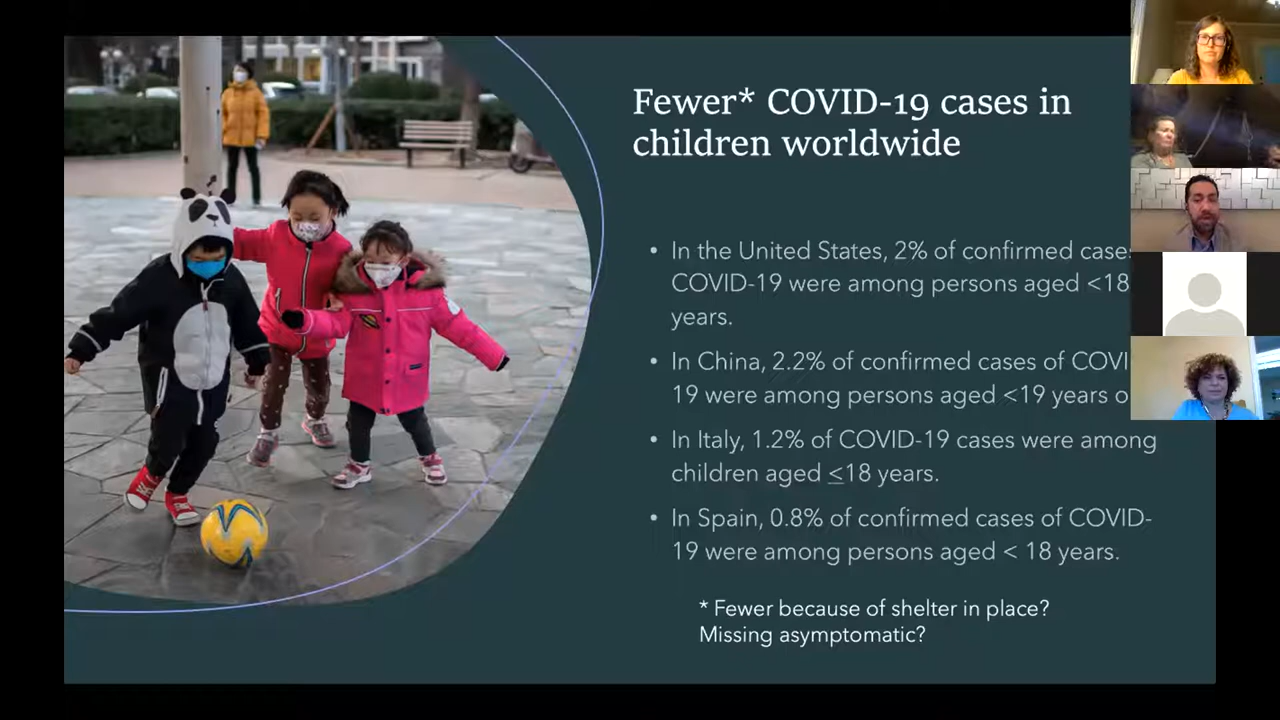 Fewer* COVID-19 cases in
children worldwide
• In the United States, 2% of confirmed cases
COVID-19 were among persons aged <18
years.
• In China, 2.2% of confirmed cases of COVI
19 were among persons aged <19 years o
• In Italy, 1.2% of COVID-19 cases were among
children aged ≤18 years.
• In Spain, 0.8% of confirmed cases of COVID-
19 were among persons aged < 18 years.
* Fewer because of shelter in place?
Missing asymptomatic?